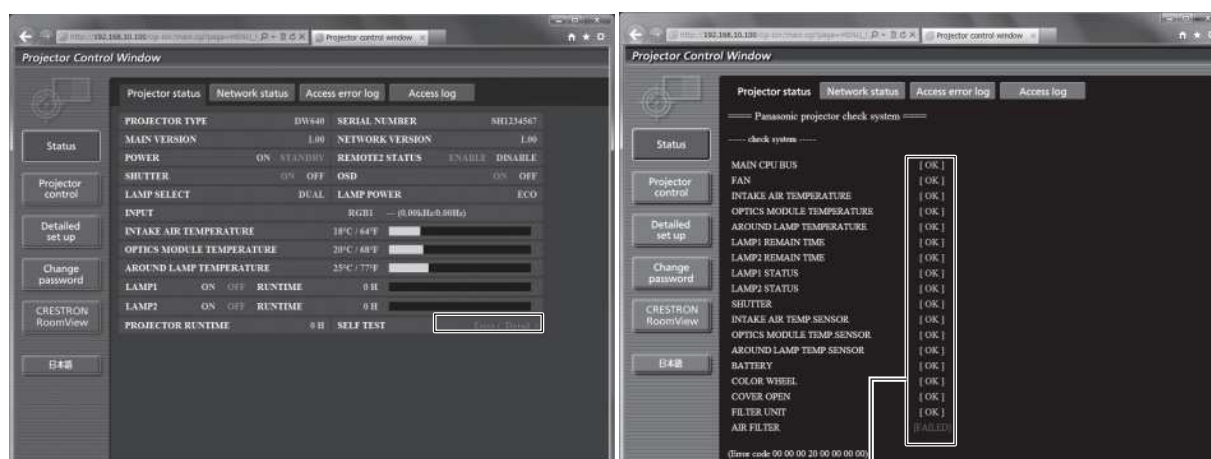 Projector control window
Projector Control Window
Projector status Network status Access error log Access log
Status
Projector control
Detailed set up
Change password
CRESTRON RoomView
日本語
PROJECTOR TYPE DW640 SERIAL NUMBER SH1234567
MAIN VERSION 1.00 NETWORK VERSION 1.00
POWER ON STANDBY REMOTE2 STATUS ENABLE DISABLE
SHUTTER ON OFF OSD ON OFF
LAMP SELECT DUAL LAMP POWER ECO
INPUT RGB1 --- (0.00kHz/0.00Hz)
INTAKE AIR TEMPERATURE 18°C / 64°F
OPTICS MODULE TEMPERATURE 20°C / 68°F
AROUND LAMP TEMPERATURE 25°C / 77°F
LAMP1 ON OFF RUNTIME 0 H
LAMP2 ON OFF RUNTIME 0 H
PROJECTOR RUNTIME 0 H SELF TEST
Projector control window
Projector Control Window
Projector status Network status Access error log Access log
Status
Projector control
Detailed set up
Change password
CRESTRON RoomView
日本語
Panasonic projector check system
----- check system -----
MAIN CPU BUS [ OK ]
FAN [ OK ]
INTAKE AIR TEMPERATURE [ OK ]
OPTICS MODULE TEMPERATURE [ OK ]
AROUND LAMP TEMPERATURE [ OK ]
LAMP1 REMAIN TIME [ OK ]
LAMP2 REMAIN TIME [ OK ]
LAMP1 STATUS [ OK ]
LAMP2 STATUS [ OK ]
SHUTTER [ OK ]
INTAKE AIR TEMP.SENSOR [ OK ]
OPTICS MODULE TEMP.SENSOR [ OK ]
AROUND LAMP TEMP.SENSOR [ OK ]
BATTERY [ OK ]
COLOR WHEEL [ OK ]
COVER OPEN [ OK ]
FILTER UNIT [ OK ]
AIR FILTER [FAILED]
(Error code 00 00 00 20 00 00 00 00)